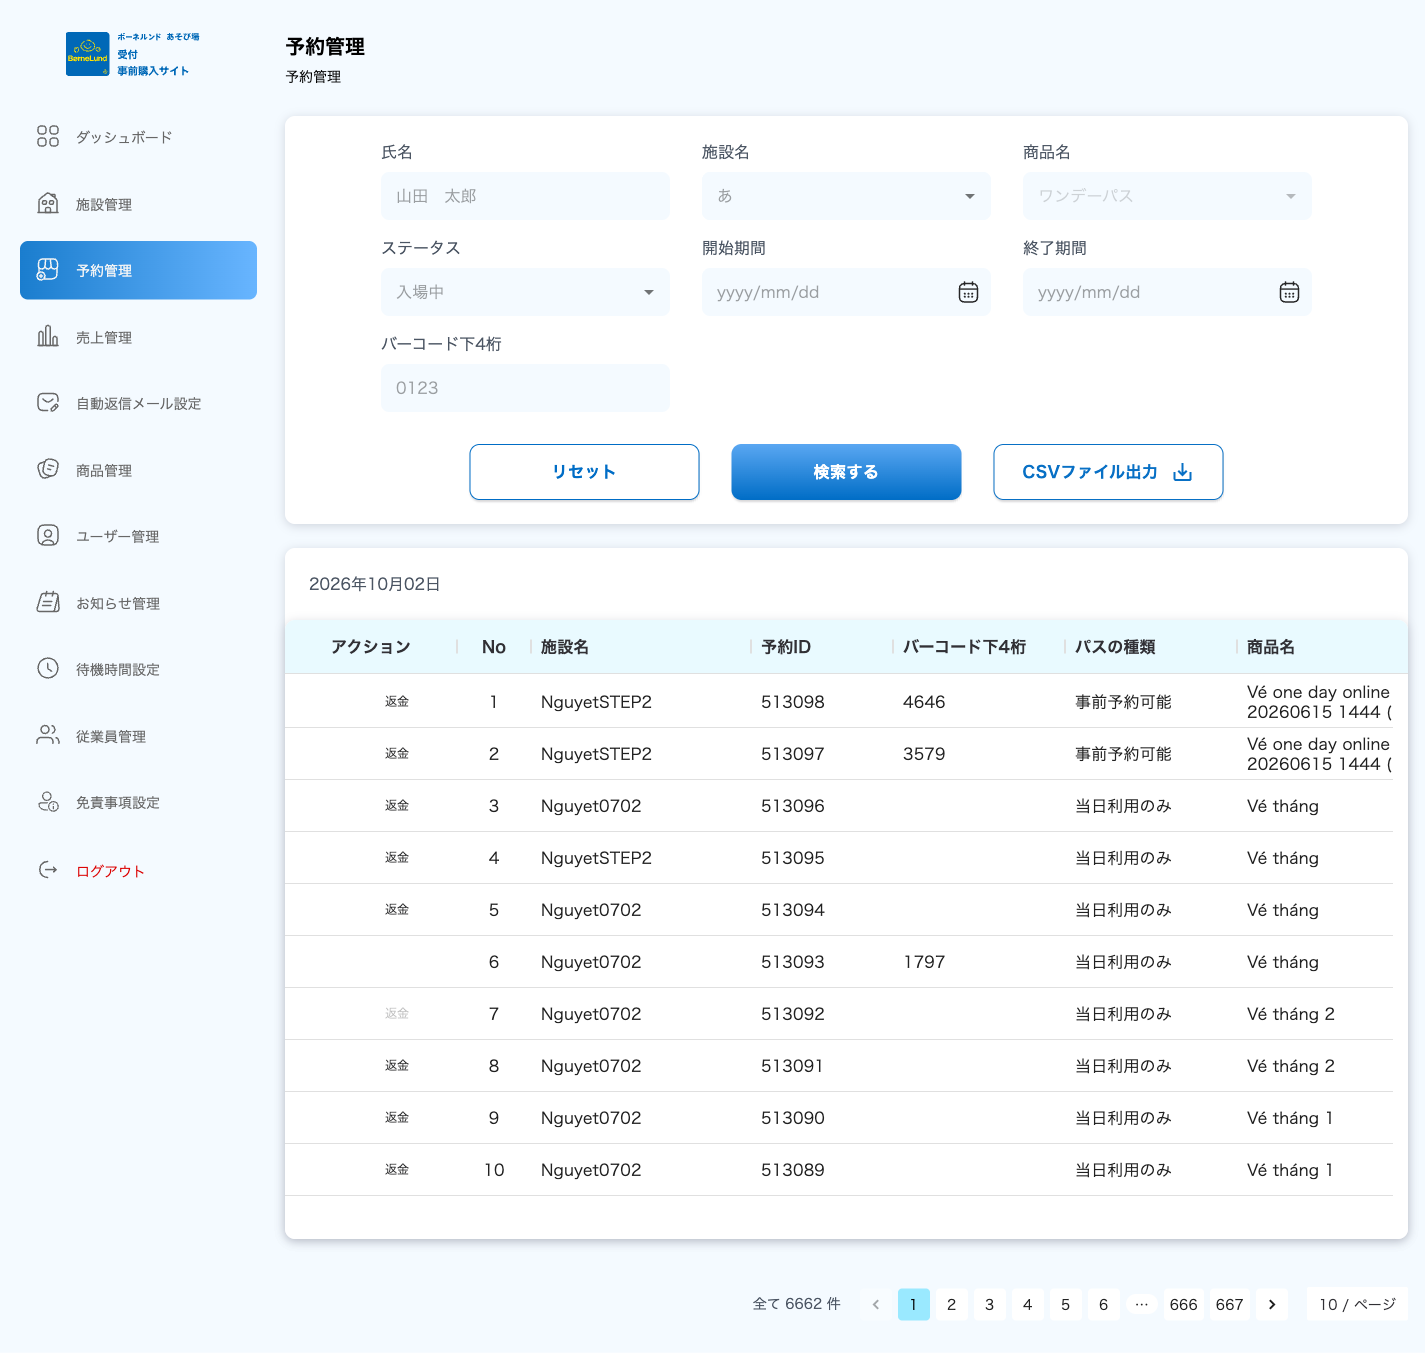 ボーネルンド あそび場
受付
事前購入サイト
BørneLund
ダッシュボード
施設管理
予約管理
売上管理
自動返信メール設定
商品管理
ユーザー管理
お知らせ管理
待機時間設定
従業員管理
免責事項設定
ログアウト
予約管理
予約管理
氏名 施設名 商品名
山田　太郎 あ ワンデーパス
ステータス 開始期間 終了期間
入場中 yyyy/mm/dd yyyy/mm/dd
バーコード下4桁
0123
リセット 検索する CSVファイル出力
2026年10月02日
アクション No 施設名 予約ID バーコード下4桁 パスの種類 商品名
返金 1 NguyetSTEP2 513098 4646 事前予約可能 Vé one day online
20260615 1444 (
返金 2 NguyetSTEP2 513097 3579 事前予約可能 Vé one day online
20260615 1444 (
返金 3 Nguyet0702 513096 当日利用のみ Vé tháng
返金 4 NguyetSTEP2 513095 当日利用のみ Vé tháng
返金 5 Nguyet0702 513094 当日利用のみ Vé tháng
6 Nguyet0702 513093 1797 当日利用のみ Vé tháng
返金 7 Nguyet0702 513092 当日利用のみ Vé tháng 2
返金 8 Nguyet0702 513091 当日利用のみ Vé tháng 2
返金 9 Nguyet0702 513090 当日利用のみ Vé tháng 1
返金 10 Nguyet0702 513089 当日利用のみ Vé tháng 1
全て 6662 件 1 2 3 4 5 6 ··· 666 667 10 / ページ